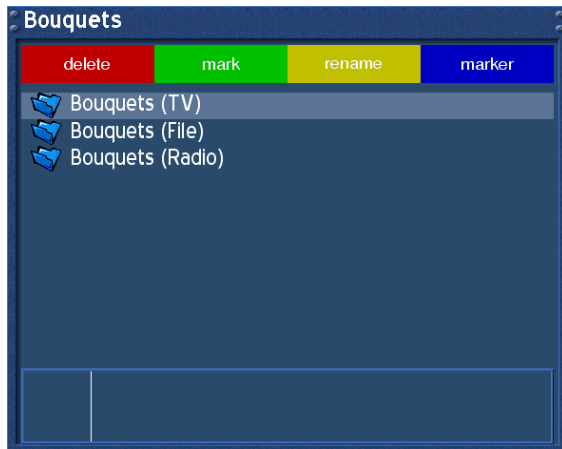 Bouquets
delete mark rename marker
Bouquets (TV)
Bouquets (File)
Bouquets (Radio)